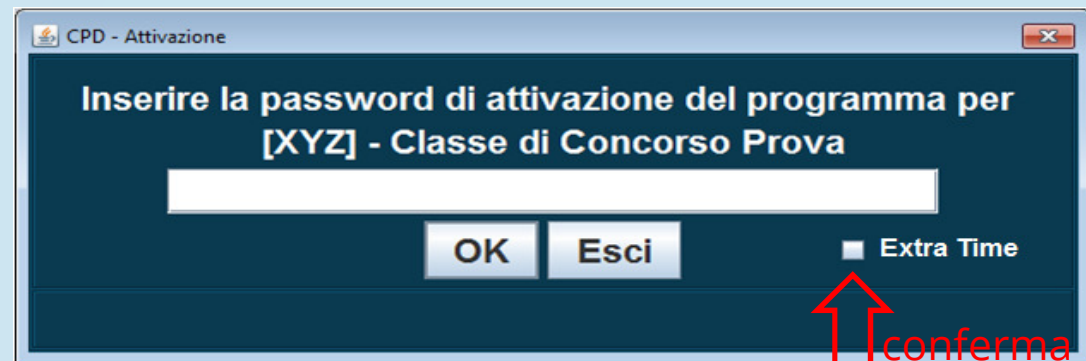 CPD - Attivazione
Inserire la password di attivazione del programma per
[XYZ] - Classe di Concorso Prova
OK Esci Extra Time
conferma